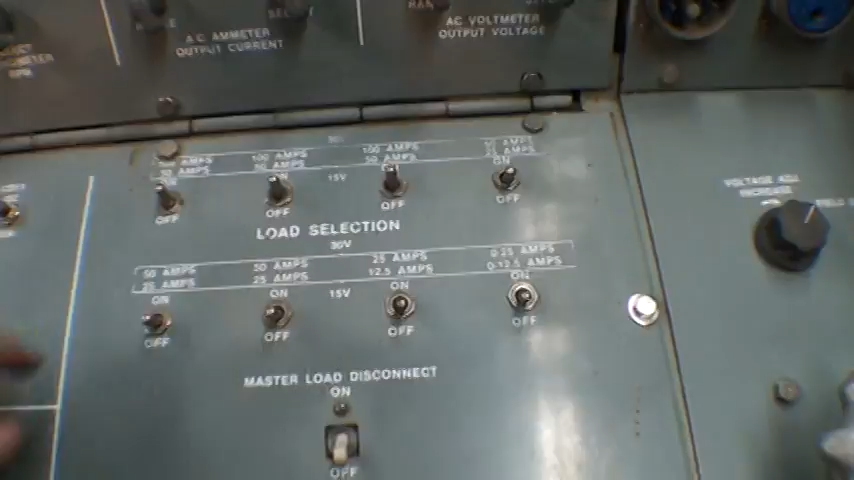 AC AMMETER
OUTPUT CURRENT
AC VOLTMETER
OUTPUT VOLTAGE
100 AMPS
100 AMPS
50 AMPS
50 AMPS
50 AMPS
AMPS
AMPS
15V
ON
ON
OFF
OFF
OFF
OFF
LOAD SELECTION
30V
50 AMPS
50 AMPS
25 AMPS
0-25 AMPS
25 AMPS
25 AMPS
12.5 AMPS
0-12.5 AMPS
15V
ON
ON
ON
ON
OFF
OFF
OFF
OFF
MASTER LOAD DISCONNECT
ON
OFF
VOLTAGE ADJ.
INCREASE